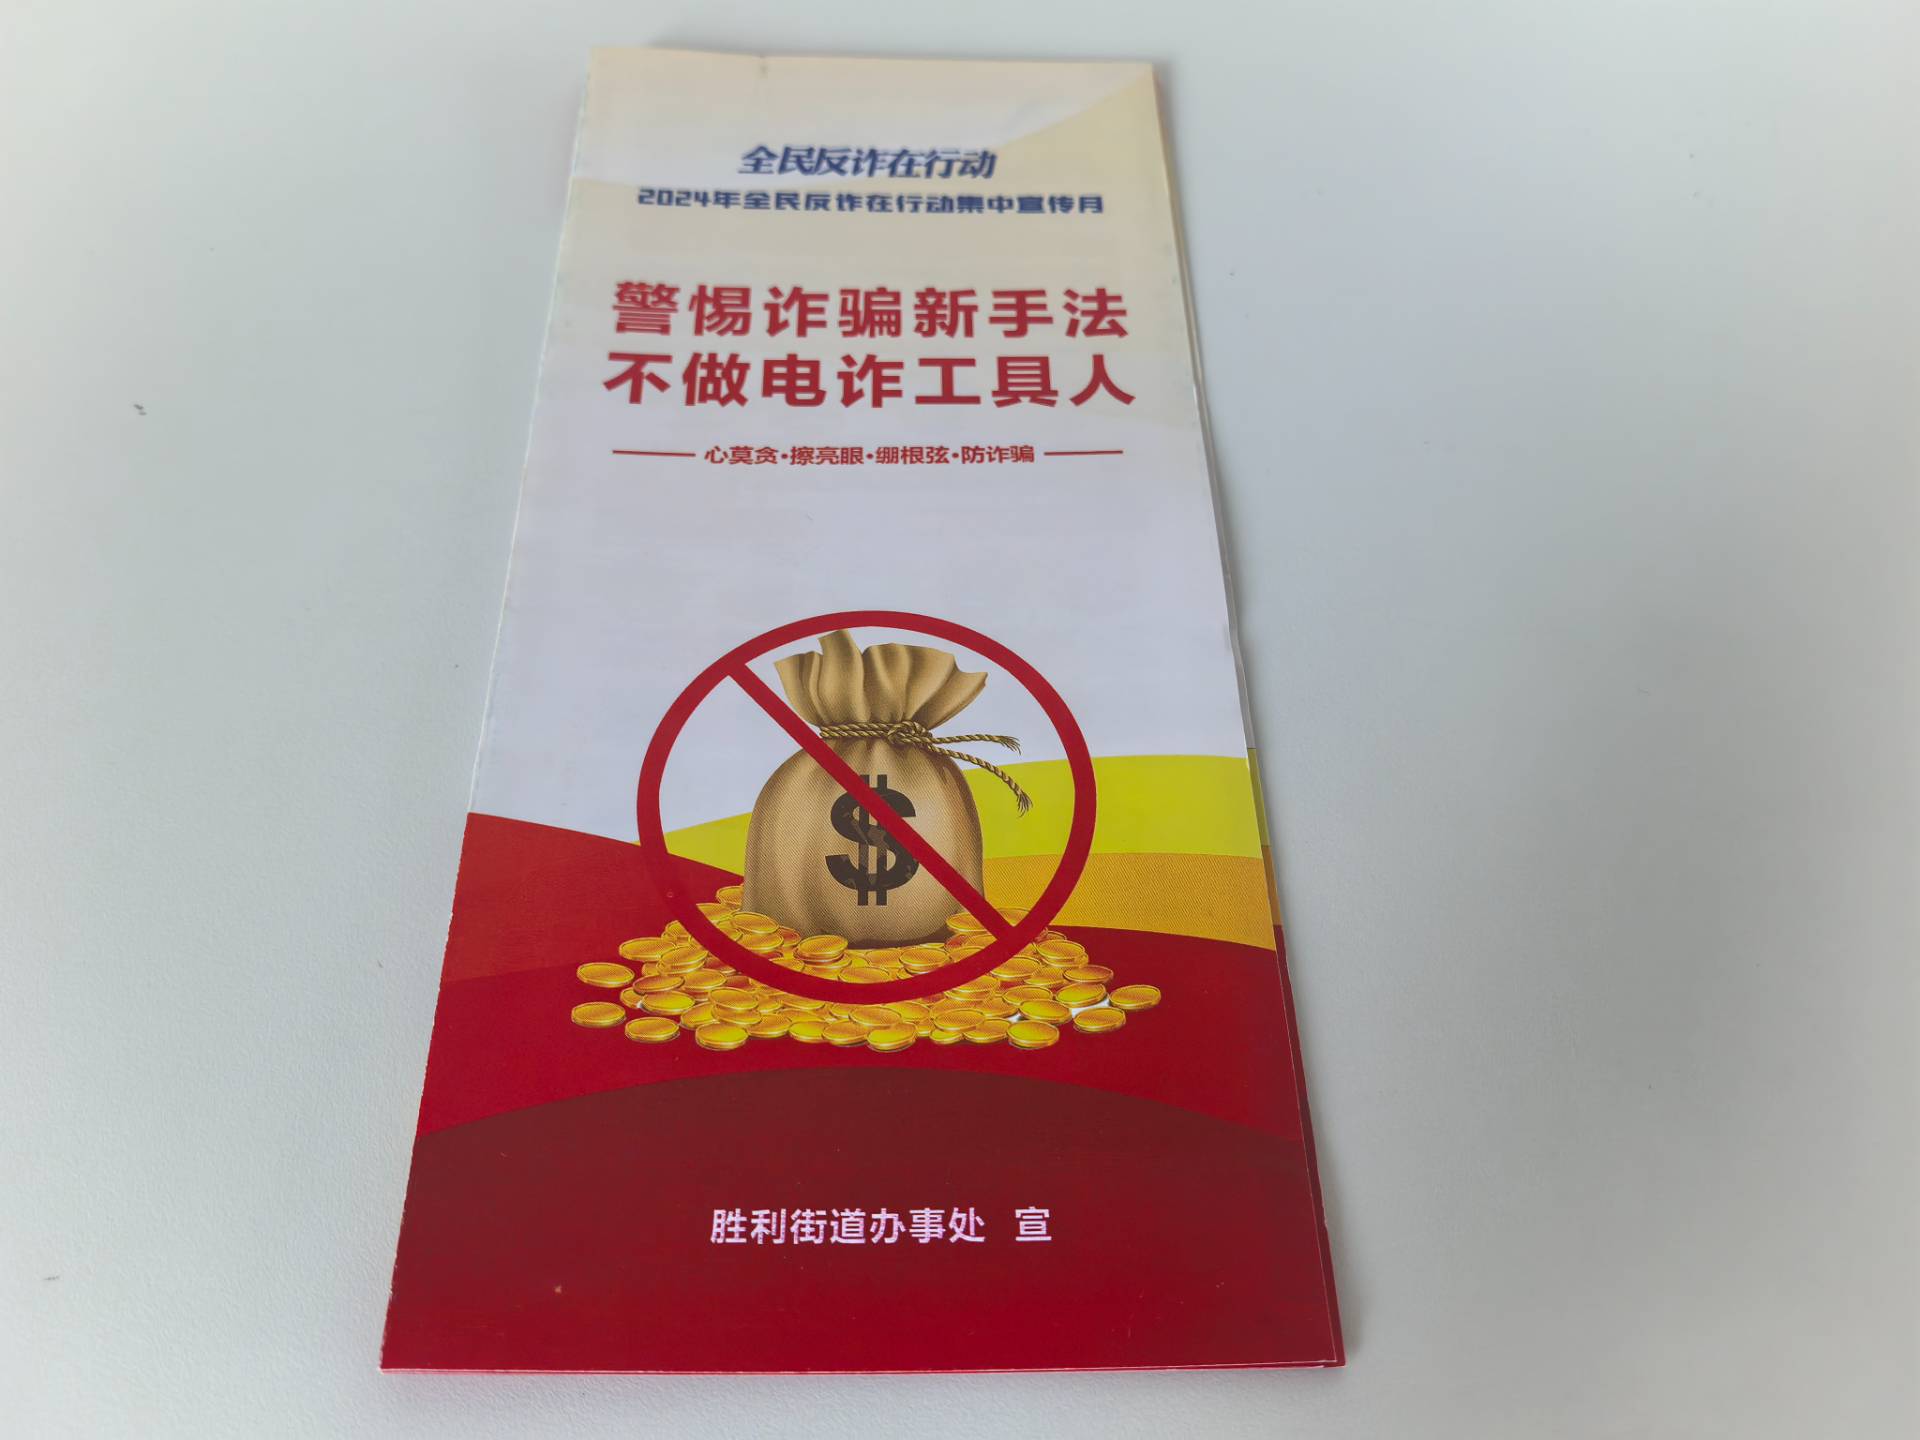 全民反诈在行动
2024年全民反诈在行动集中宣传月
警惕诈骗新手法
不做电诈工具人
心莫贪·擦亮眼·绷根弦·防诈骗
$
胜利街道办事处 宣